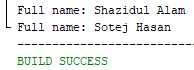 Full name: Shazidul Alam
Full name: Sotej Hasan
------------------------
BUILD SUCCESS